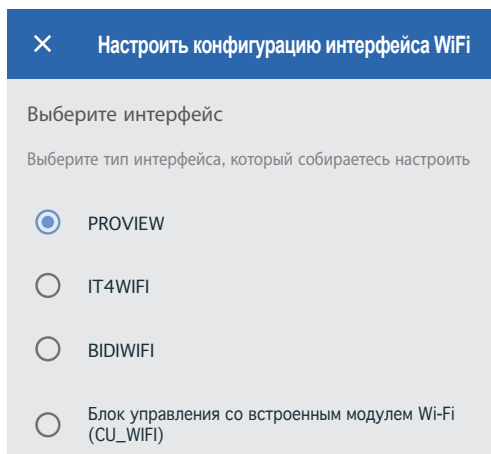 Настроить конфигурацию интерфейса WiFi
Выберите интерфейс
Выберите тип интерфейса, который собираетесь настроить
PROVIEW
IT4WIFI
BIDIWIFI
Блок управления со встроенным модулем Wi-Fi
(CU_WIFI)